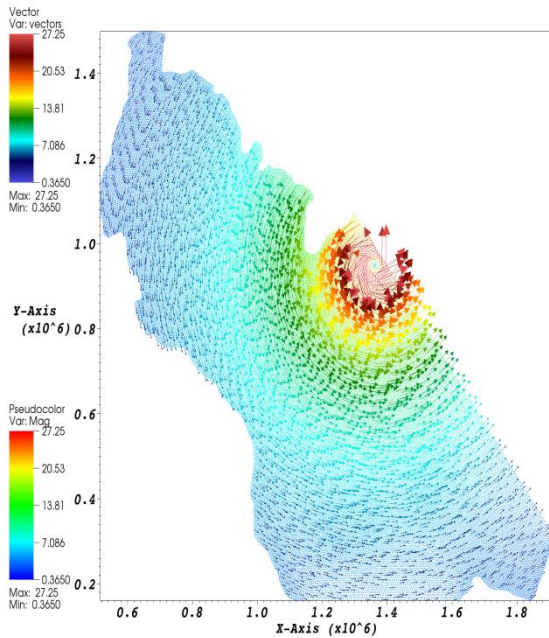 Vector
Var: vectors
27.25
20.53
13.81
7.086
0.3650
Max: 27.25
Min: 0.3650
1.4
1.2
1.0
Y-Axis
(x10^6)
0.8
0.6
Pseudocolor
Var: Mag
27.25
20.53
13.81
7.086
0.3650
Max: 27.25
Min: 0.3650
0.4
0.2
0.6 0.8 1.0 1.2 1.4 1.6 1.8
X-Axis (x10^6)